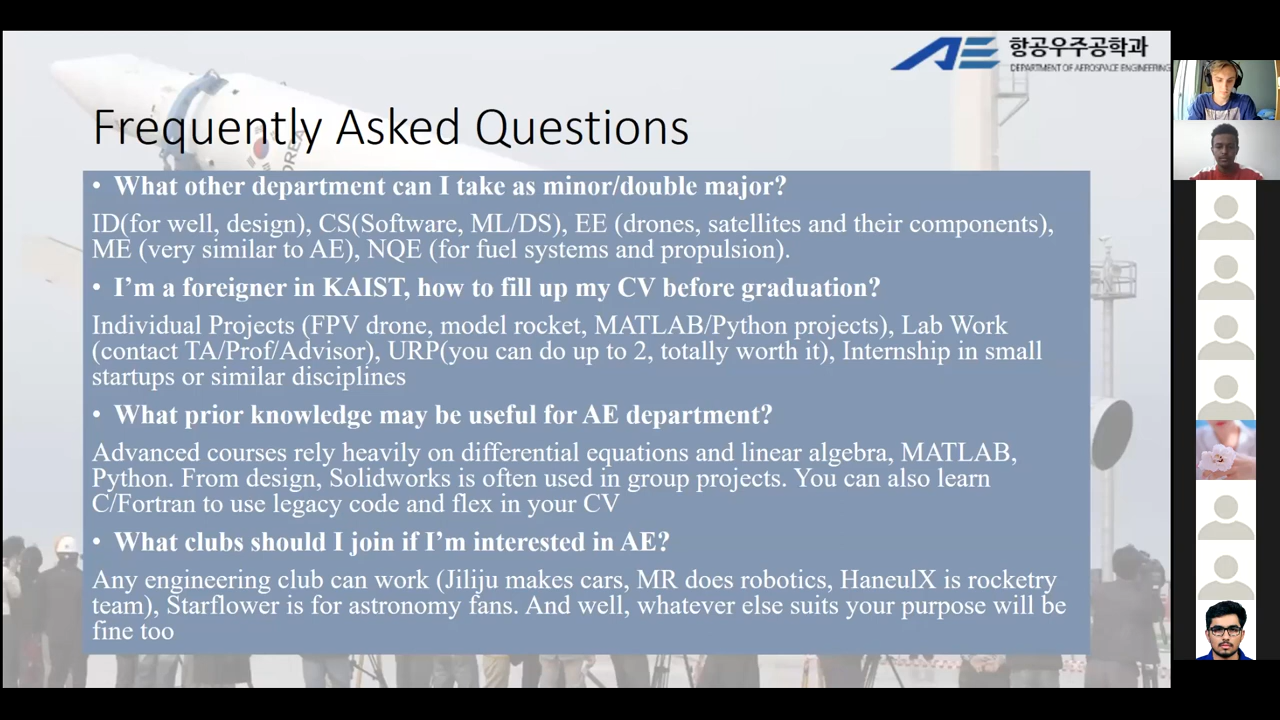 항공우주공학과
DEPARTMENT OF AEROSPACE ENGINEERING
Frequently Asked Questions
KOREA
• What other department can I take as minor/double major?
ID(for well, design), CS(Software, ML/DS), EE (drones, satellites and their components),
ME (very similar to AE), NQE (for fuel systems and propulsion).
• I'm a foreigner in KAIST, how to fill up my CV before graduation?
Individual Projects (FPV drone, model rocket, MATLAB/Python projects), Lab Work
(contact TA/Prof/Advisor), URP(you can do up to 2, totally worth it), Internship in small
startups or similar disciplines
• What prior knowledge may be useful for AE department?
Advanced courses rely heavily on differential equations and linear algebra, MATLAB,
Python. From design, Solidworks is often used in group projects. You can also learn
C/Fortran to use legacy code and flex in your CV
• What clubs should I join if I'm interested in AE?
Any engineering club can work (Jiliju makes cars, MR does robotics, HaneulX is rocketry
team), Starflower is for astronomy fans. And well, whatever else suits your purpose will be
fine too